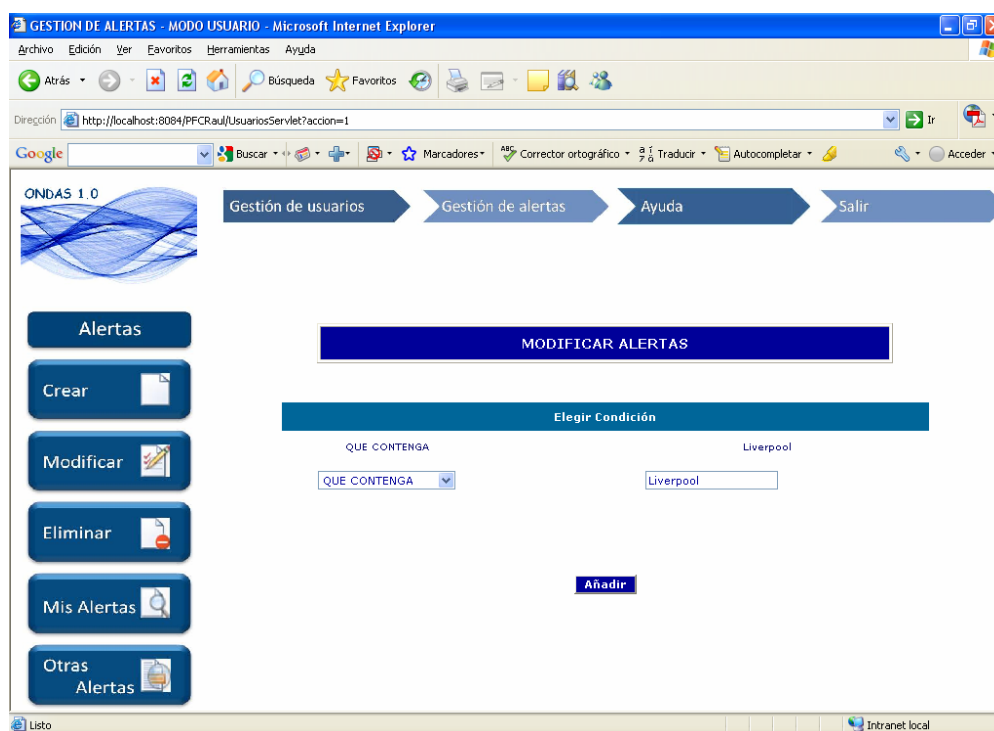 GESTION DE ALERTAS - MODO USUARIO - Microsoft Internet Explorer
Archivo Edición Ver Favoritos Herramientas Ayuda
Atrás Búsqueda Favoritos
Dirección http://localhost:8084/PFCRaul/UsuariosServlet?accion=1 Ir
Google Buscar Marcadores ABC Corrector ortográfico Traducir Autocompletar Acceder
ONDAS 1.0
Gestión de usuarios Gestión de alertas Ayuda Salir
Alertas
MODIFICAR ALERTAS
Crear
Elegir Condición
QUE CONTENGA Liverpool
Modificar
QUE CONTENGA Liverpool
Eliminar
Añadir
Mis Alertas
Otras
Alertas
Listo Intranet local